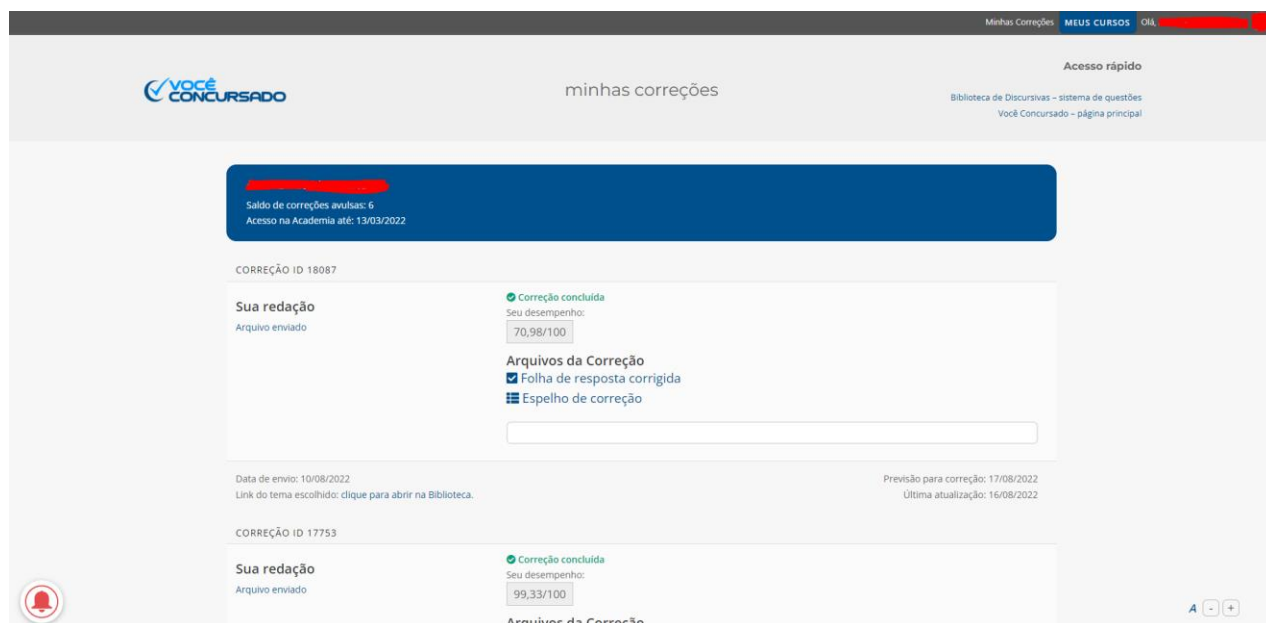 Minhas Correções MEUS CURSOS Olá,
VOCÊ
CONCURSADO
minhas correções
Acesso rápido
Biblioteca de Discursivas – sistema de questões
Você Concursado – página principal
Saldo de correções avulsas: 6
Acesso na Academia até: 13/03/2022
CORREÇÃO ID 18087
Sua redação
Arquivo enviado
Correção concluída
Seu desempenho:
70,98/100
Arquivos da Correção
Folha de resposta corrigida
Espelho de correção
Data de envio: 10/08/2022
Link do tema escolhido: clique para abrir na Biblioteca.
Previsão para correção: 17/08/2022
Última atualização: 16/08/2022
CORREÇÃO ID 17753
Sua redação
Arquivo enviado
Correção concluída
Seu desempenho:
99,33/100
Arquivos da Correção
A - +